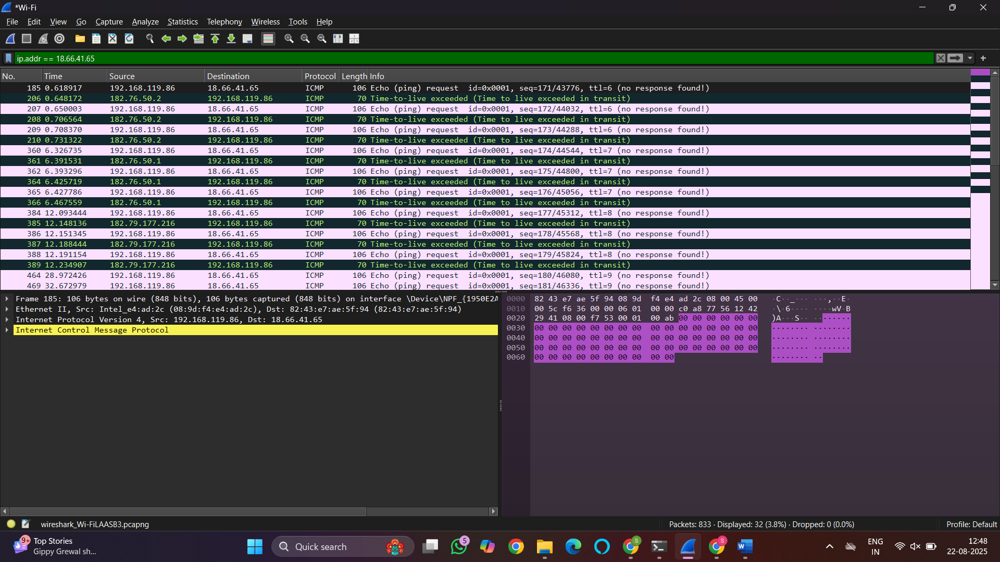 *Wi-Fi
File Edit View Go Capture Analyze Statistics Telephony Wireless Tools Help
ip.addr == 18.66.41.65
No. Time Source Destination Protocol Length Info
185 0.618917 192.168.119.86 18.66.41.65 ICMP 106 Echo (ping) request id=0x0001, seq=171/43776, ttl=6 (no response found!)
206 0.648172 182.76.50.2 192.168.119.86 ICMP 70 Time-to-live exceeded (Time to live exceeded in transit)
207 0.650003 192.168.119.86 18.66.41.65 ICMP 106 Echo (ping) request id=0x0001, seq=172/44032, ttl=6 (no response found!)
208 0.706564 182.76.50.2 192.168.119.86 ICMP 70 Time-to-live exceeded (Time to live exceeded in transit)
209 0.708370 192.168.119.86 18.66.41.65 ICMP 106 Echo (ping) request id=0x0001, seq=173/44288, ttl=6 (no response found!)
210 0.731322 182.76.50.2 192.168.119.86 ICMP 70 Time-to-live exceeded (Time to live exceeded in transit)
360 6.326735 192.168.119.86 18.66.41.65 ICMP 106 Echo (ping) request id=0x0001, seq=174/44544, ttl=7 (no response found!)
361 6.391531 182.76.50.1 192.168.119.86 ICMP 70 Time-to-live exceeded (Time to live exceeded in transit)
362 6.393296 192.168.119.86 18.66.41.65 ICMP 106 Echo (ping) request id=0x0001, seq=175/44800, ttl=7 (no response found!)
364 6.425719 182.76.50.1 192.168.119.86 ICMP 70 Time-to-live exceeded (Time to live exceeded in transit)
365 6.427786 192.168.119.86 18.66.41.65 ICMP 106 Echo (ping) request id=0x0001, seq=176/45056, ttl=7 (no response found!)
366 6.467559 182.76.50.1 192.168.119.86 ICMP 70 Time-to-live exceeded (Time to live exceeded in transit)
384 12.093444 192.168.119.86 18.66.41.65 ICMP 106 Echo (ping) request id=0x0001, seq=177/45312, ttl=8 (no response found!)
385 12.148136 182.79.177.216 192.168.119.86 ICMP 70 Time-to-live exceeded (Time to live exceeded in transit)
386 12.151345 192.168.119.86 18.66.41.65 ICMP 106 Echo (ping) request id=0x0001, seq=178/45568, ttl=8 (no response found!)
387 12.188444 182.79.177.216 192.168.119.86 ICMP 70 Time-to-live exceeded (Time to live exceeded in transit)
388 12.191154 192.168.119.86 18.66.41.65 ICMP 106 Echo (ping) request id=0x0001, seq=179/45824, ttl=8 (no response found!)
389 12.234907 182.79.177.216 192.168.119.86 ICMP 70 Time-to-live exceeded (Time to live exceeded in transit)
464 28.972426 192.168.119.86 18.66.41.65 ICMP 106 Echo (ping) request id=0x0001, seq=180/46080, ttl=9 (no response found!)
469 32.672979 192.168.119.86 18.66.41.65 ICMP 106 Echo (ping) request id=0x0001, seq=181/46336, ttl=9 (no response found!)
Frame 185: 106 bytes on wire (848 bits), 106 bytes captured (848 bits) on interface \Device\NPF_{1950E2A
Ethernet II, Src: Intel_e4:ad:2c (08:9d:f4:e4:ad:2c), Dst: 82:43:e7:ae:5f:94 (82:43:e7:ae:5f:94)
Internet Protocol Version 4, Src: 192.168.119.86, Dst: 18.66.41.65
Internet Control Message Protocol
0000 82 43 e7 ae 5f 94 08 9d f4 e4 ad 2c 08 00 45 00 ·C··_··· ···,··E·
0010 00 5c f6 36 00 00 06 01 00 00 c0 a8 77 56 12 42 ·\·6···· ····wV·B
0020 29 41 08 00 f7 53 00 01 00 ab 00 00 00 00 00 00 )A···S·· ········
0030 00 00 00 00 00 00 00 00 00 00 00 00 00 00 00 00 ········ ········
0040 00 00 00 00 00 00 00 00 00 00 00 00 00 00 00 00 ········ ········
0050 00 00 00 00 00 00 00 00 00 00 00 00 00 00 00 00 ········ ········
0060 00 00 00 00 00 00 00 00 00 00 ········ ··
wireshark_Wi-FiLAASB3.pcapng Packets: 833 · Displayed: 32 (3.8%) · Dropped: 0 (0.0%) Profile: Default
9+ Top Stories
Gippy Grewal sh...
Quick search
5
S
S
W
ENG
IN
12:48
22-08-2025